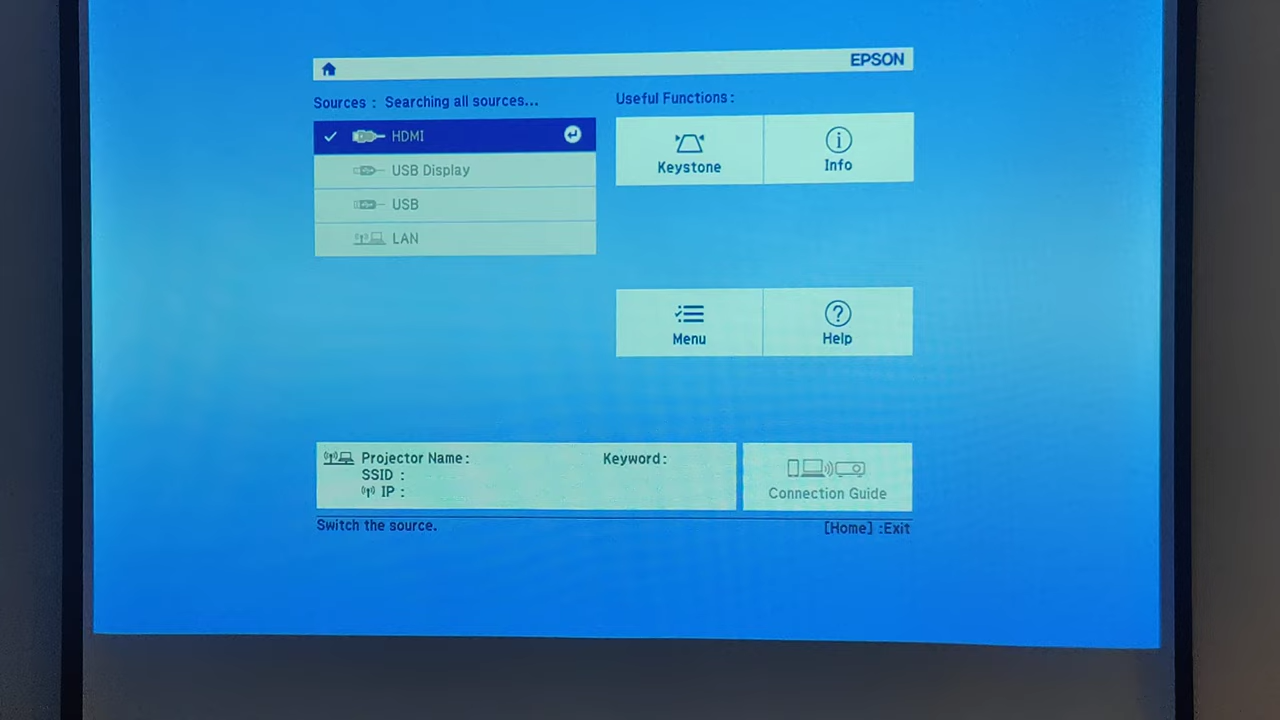 EPSON
Sources : Searching all sources...
HDMI
USB Display
USB
LAN
Useful Functions :
Keystone
Info
Menu
Help
Projector Name :
Keyword :
SSID :
IP :
Connection Guide
Switch the source.
[Home] :Exit